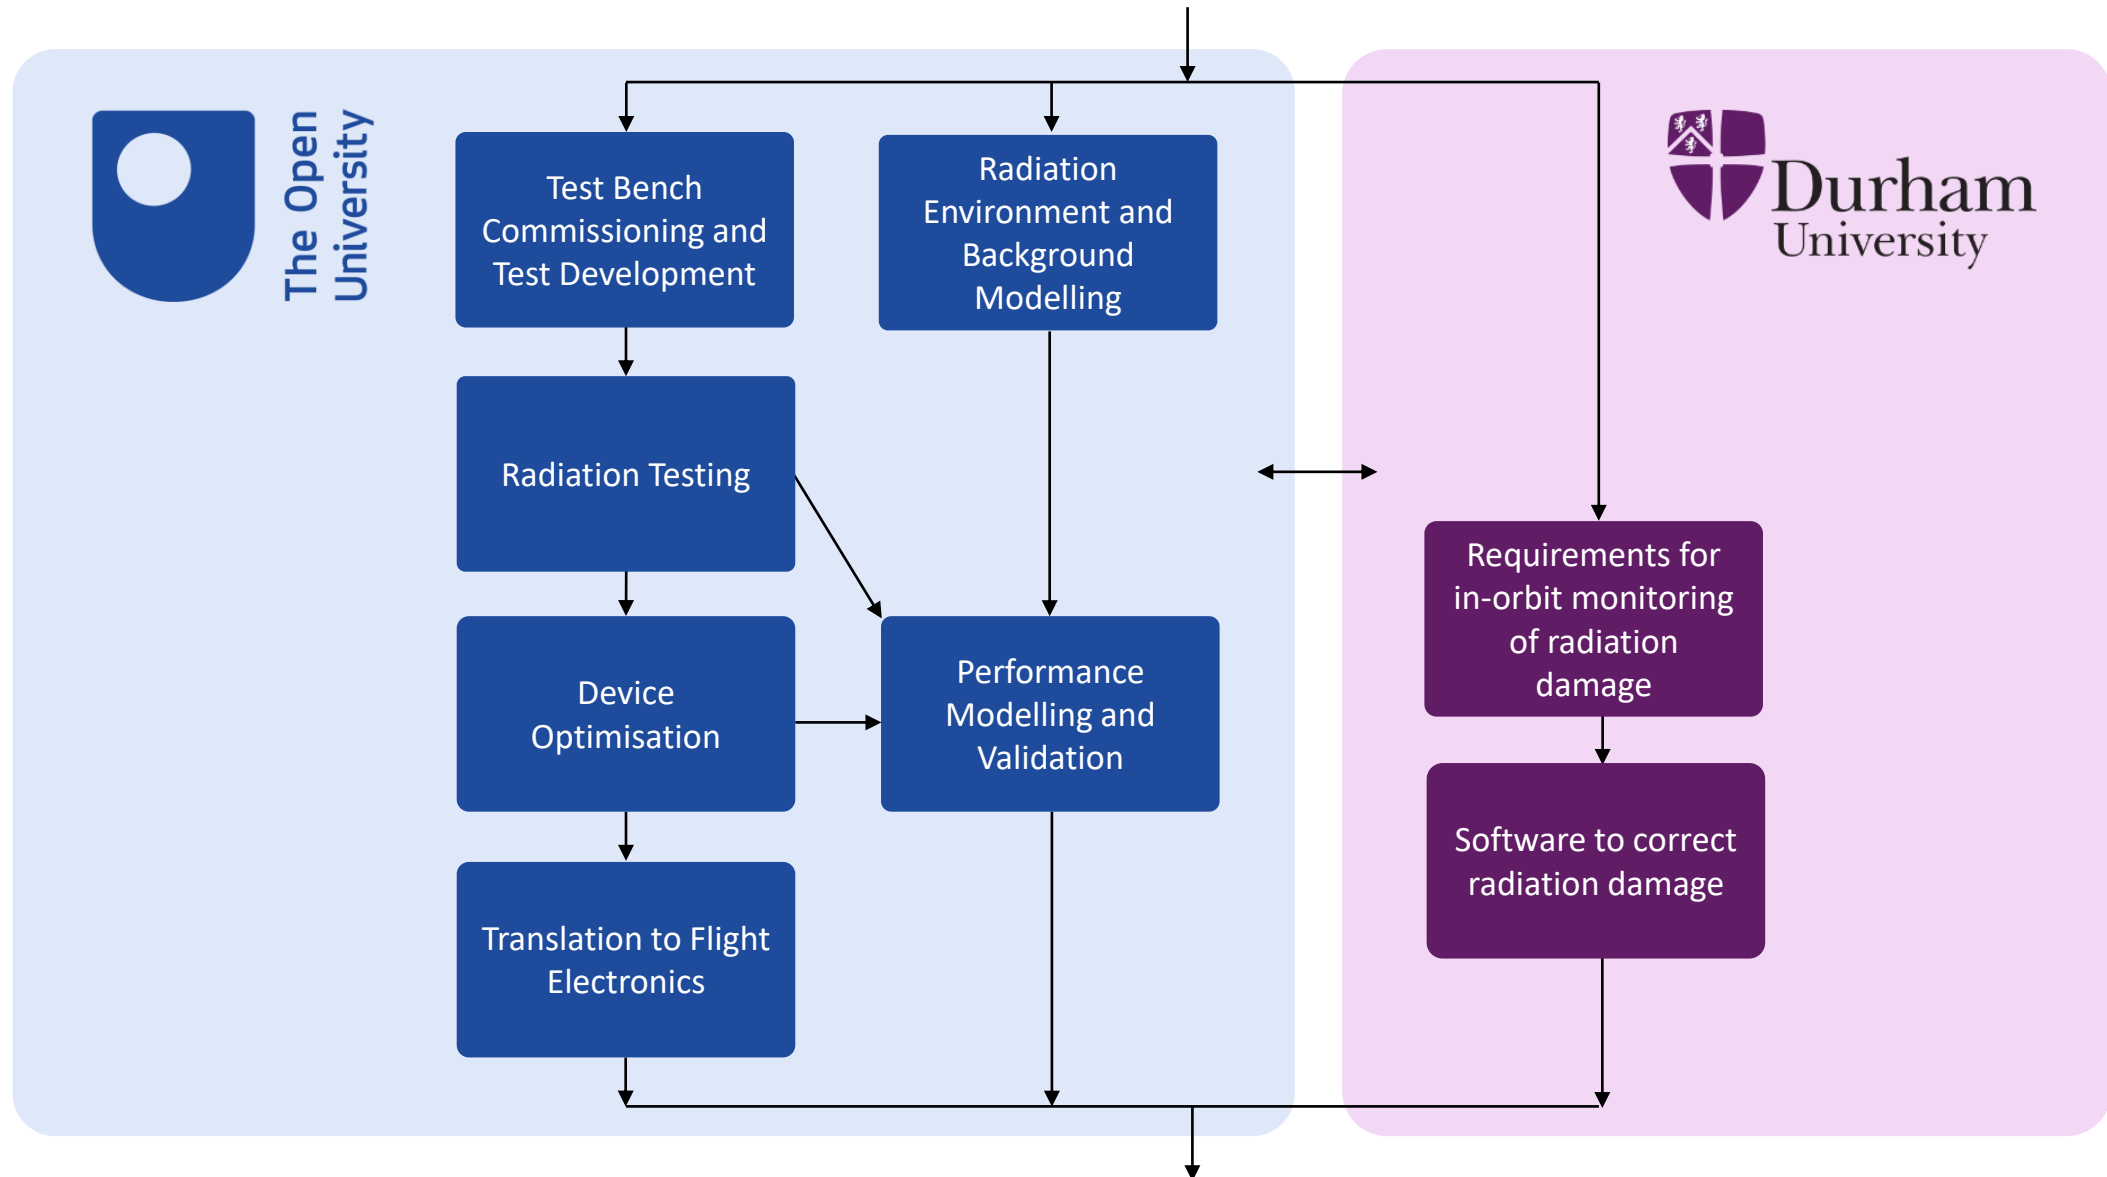 The Open
University
Test Bench
Commissioning and
Test Development
Radiation
Environment and
Background
Modelling
Durham
University
Radiation Testing
Requirements for
in-orbit monitoring
of radiation
damage
Device
Optimisation
Performance
Modelling and
Validation
Software to correct
radiation damage
Translation to Flight
Electronics